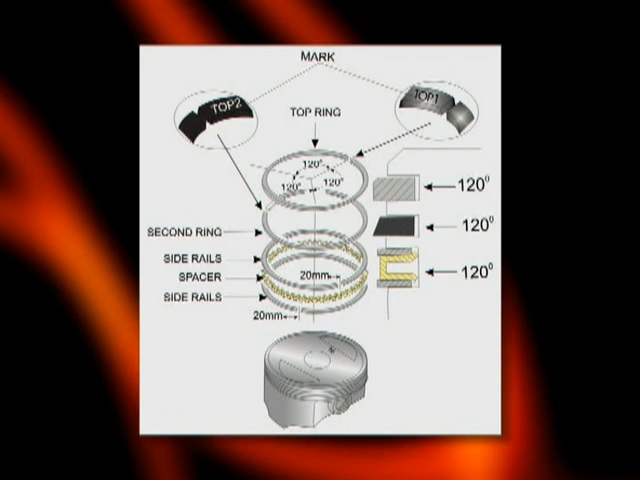 MARK
TOP2
TOP1
TOP RING
120°
120° 120°
120⁰
SECOND RING
120⁰
SIDE RAILS
SPACER
20mm
120⁰
SIDE RAILS
20mm